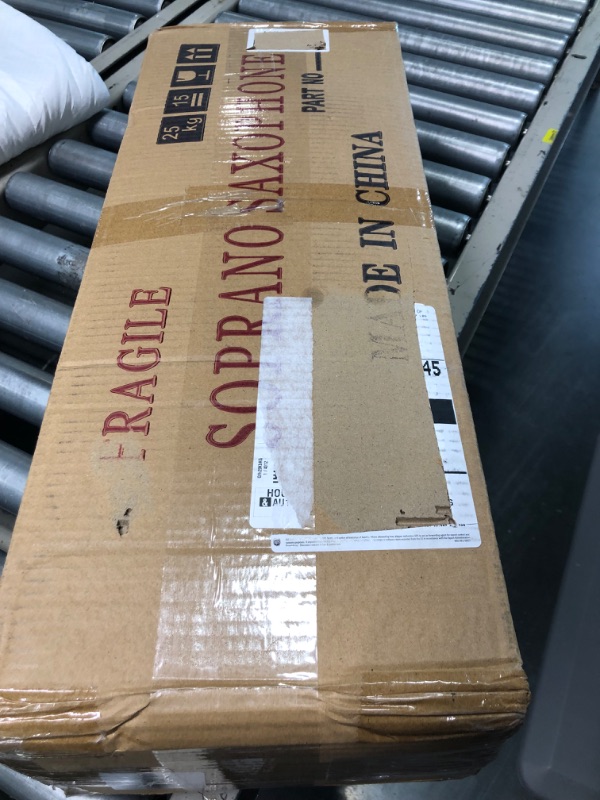 25
kg
15
FRAGILE
SOPRANO SAXOPHONE
PART NO
MADE IN CHINA
45